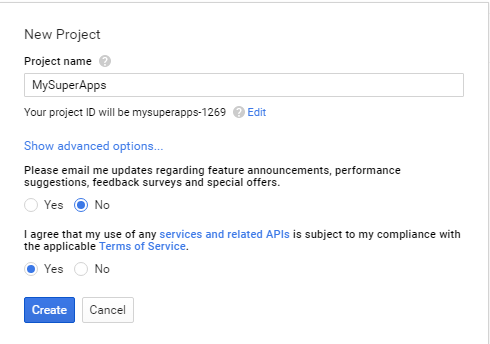 New Project
Project name ?
MySuperApps
Your project ID will be mysuperapps-1269 ? Edit
Show advanced options...
Please email me updates regarding feature announcements, performance
suggestions, feedback surveys and special offers.
Yes No
I agree that my use of any services and related APIs is subject to my compliance with
the applicable Terms of Service.
Yes No
Create Cancel